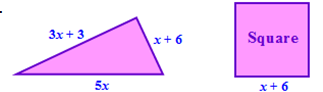 3x + 3
x + 6
5x
Square
x + 6